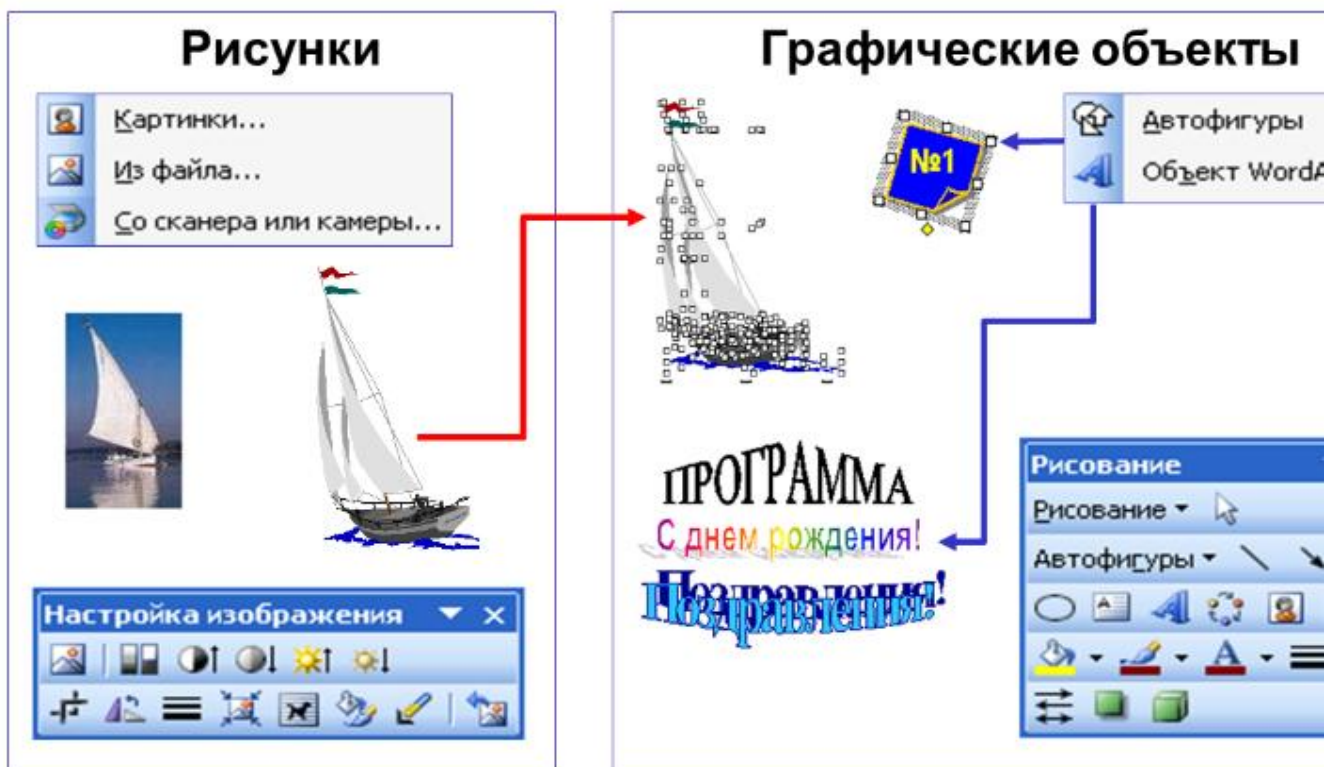 Рисунки
Картинки...
Из файла...
Со сканера или камеры...
Настройка изображения
Графические объекты
№1
Автофигуры
Объект WordA
ПРОГРАММА
С днем рождения!
Поздравления!
Рисование
Рисование
Автофигуры
A